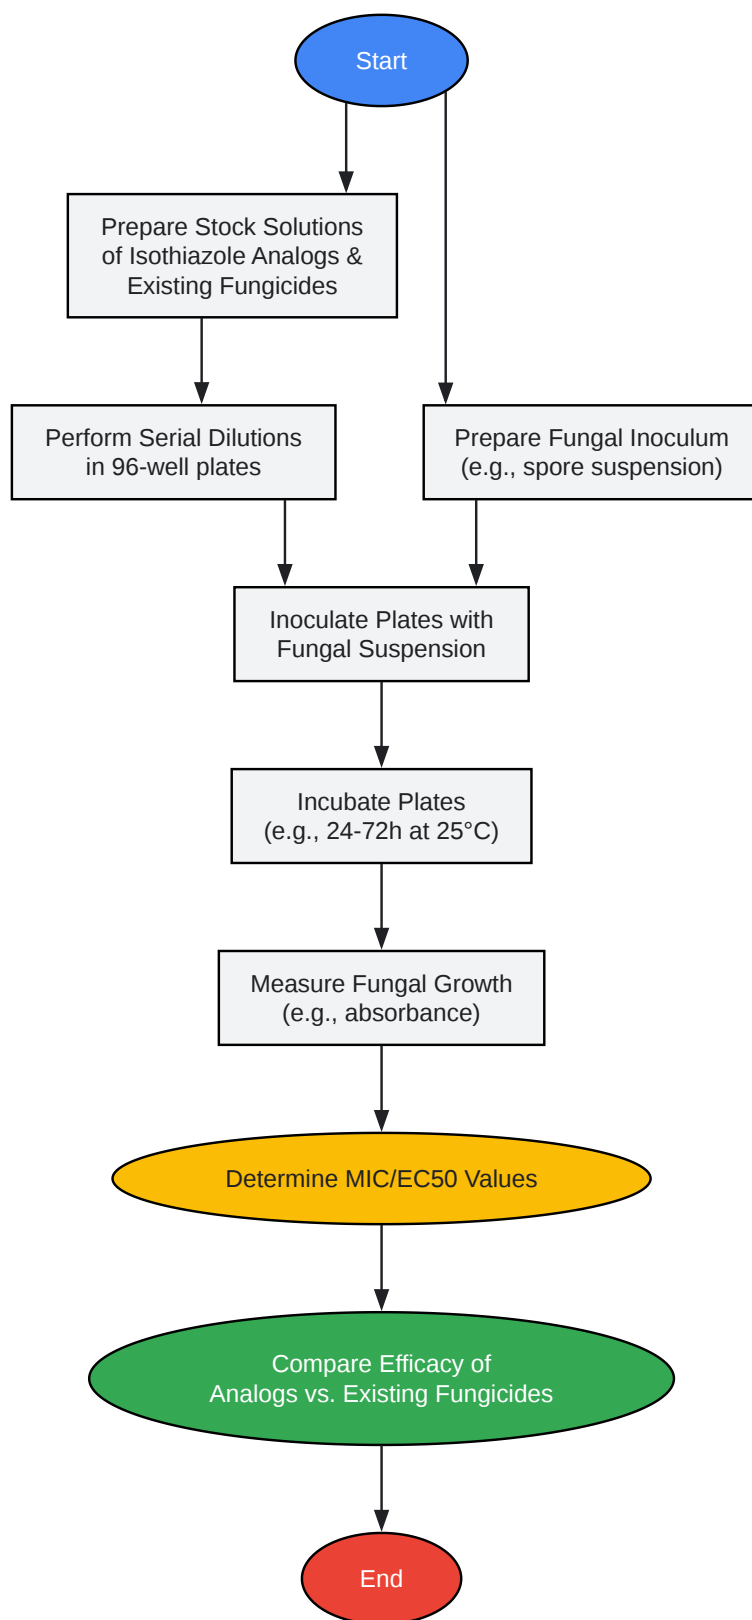 Start
Prepare Stock Solutions
of Isothiazole Analogs &
Existing Fungicides
Perform Serial Dilutions
in 96-well plates
Prepare Fungal Inoculum
(e.g., spore suspension)
Inoculate Plates with
Fungal Suspension
Incubate Plates
(e.g., 24-72h at 25°C)
Measure Fungal Growth
(e.g., absorbance)
Determine MIC/EC50 Values
Compare Efficacy of
Analogs vs. Existing Fungicides
End